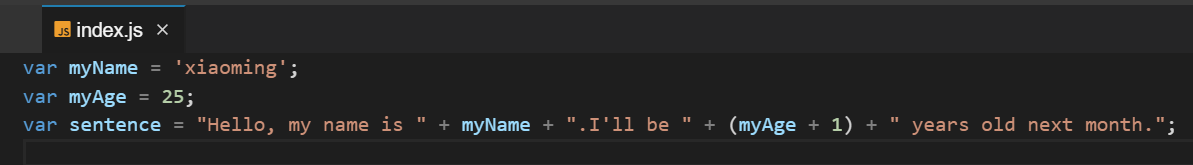 JS index.js ×
var myName = 'xiaoming';
var myAge = 25;
var sentence = "Hello, my name is " + myName + ".I'll be " + (myAge + 1) + " years old next month.";